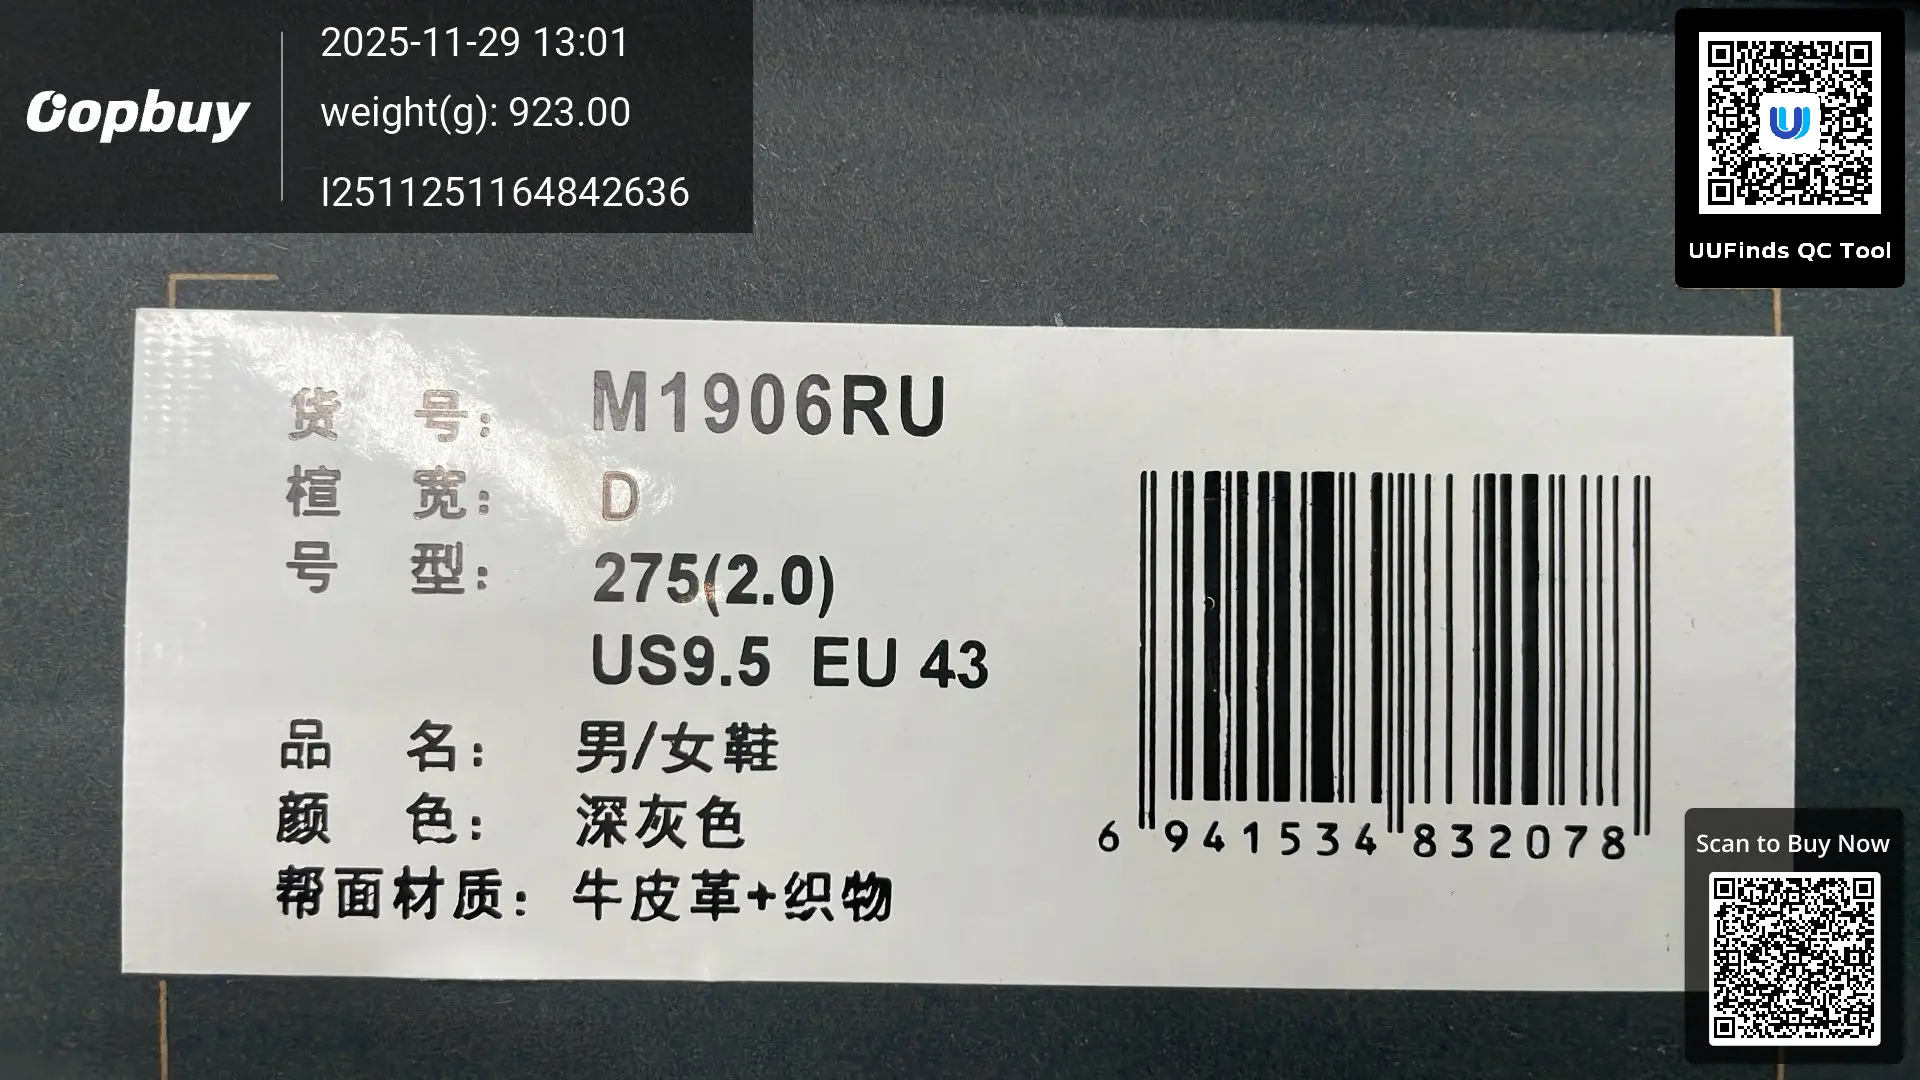 Oopbuy
2025-11-29 13:01
weight(g): 923.00
I2511251164842636
UUFinds QC Tool
货 号: M1906RU
楦 宽: D
号 型: 275(2.0)
US9.5 EU 43
品 名: 男/女鞋
颜 色: 深灰色
帮面材质: 牛皮革+织物
6 941534 832078
Scan to Buy Now